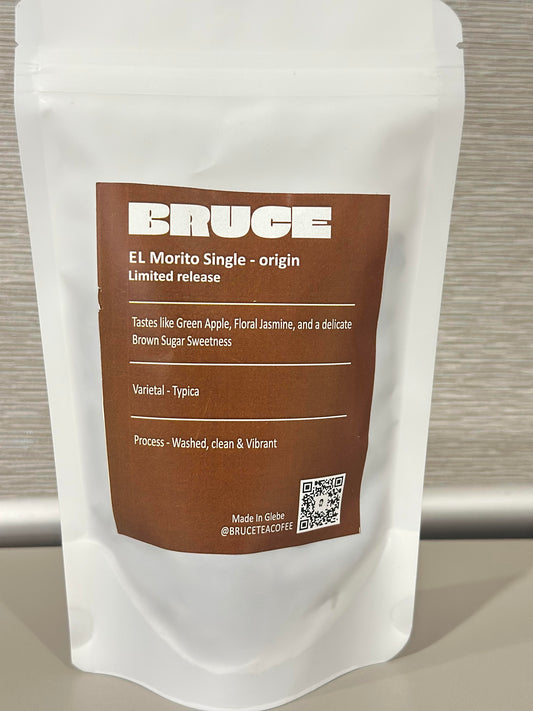 BRUCE
EL Morito Single - origin
Limited release
Tastes like Green Apple, Floral Jasmine, and a delicate
Brown Sugar Sweetness
Varietal - Typica
Process - Washed, clean & Vibrant
Made In Glebe
@BRUCETEACOFEE